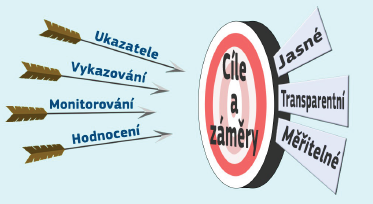 Ukazatele
Vykazování
Monitorování
Hodnocení
Cíle
a
záměry
Jasné
Transparentní
Měřitelné